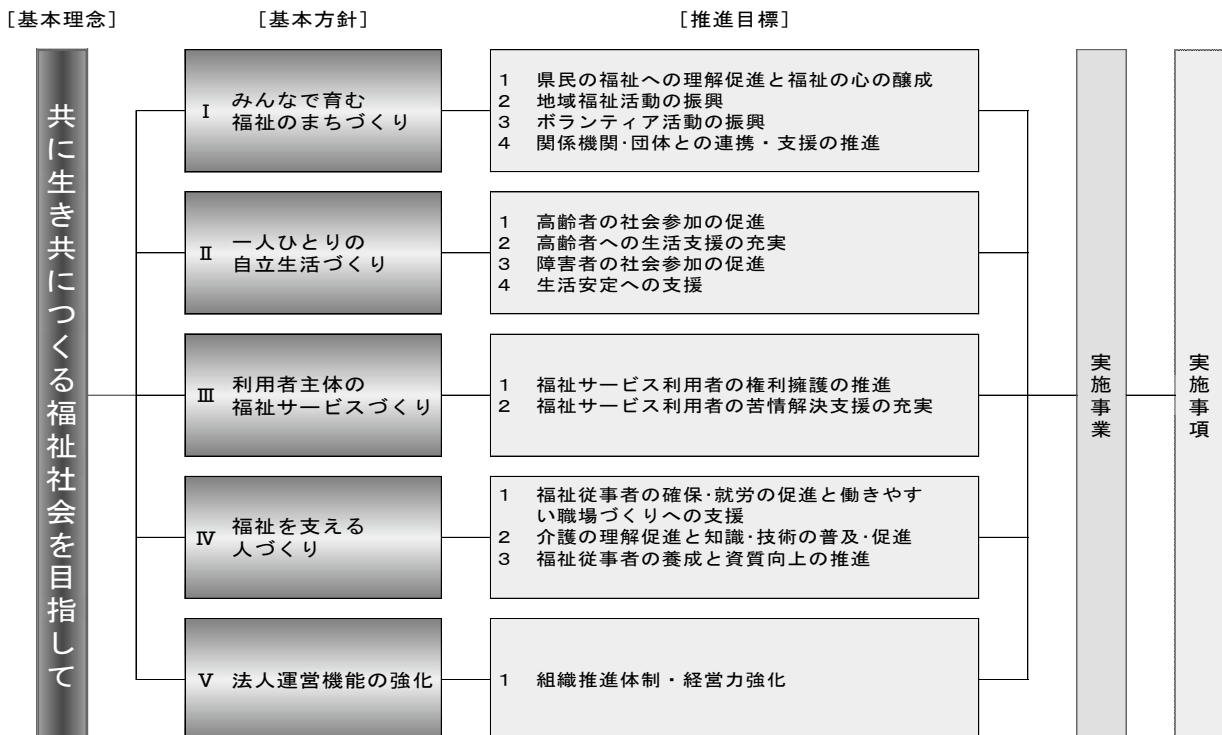 [基本理念]
[基本方針]
[推進目標]
共に生き共につくる福祉社会を目指して
Ⅰ みんなで育む
福祉のまちづくり
1 県民の福祉への理解促進と福祉の心の醸成
2 地域福祉活動の振興
3 ボランティア活動の振興
4 関係機関･団体との連携・支援の推進
Ⅱ 一人ひとりの
自立生活づくり
1 高齢者の社会参加の促進
2 高齢者への生活支援の充実
3 障害者の社会参加の促進
4 生活安定への支援
Ⅲ 利用者主体の
福祉サービスづくり
1 福祉サービス利用者の権利擁護の推進
2 福祉サービス利用者の苦情解決支援の充実
Ⅳ 福祉を支える
人づくり
1 福祉従事者の確保･就労の促進と働きやす
い職場づくりへの支援
2 介護の理解促進と知識･技術の普及･促進
3 福祉従事者の養成と資質向上の推進
Ⅴ 法人運営機能の強化
1 組織推進体制・経営力強化
実施事業
実施事項